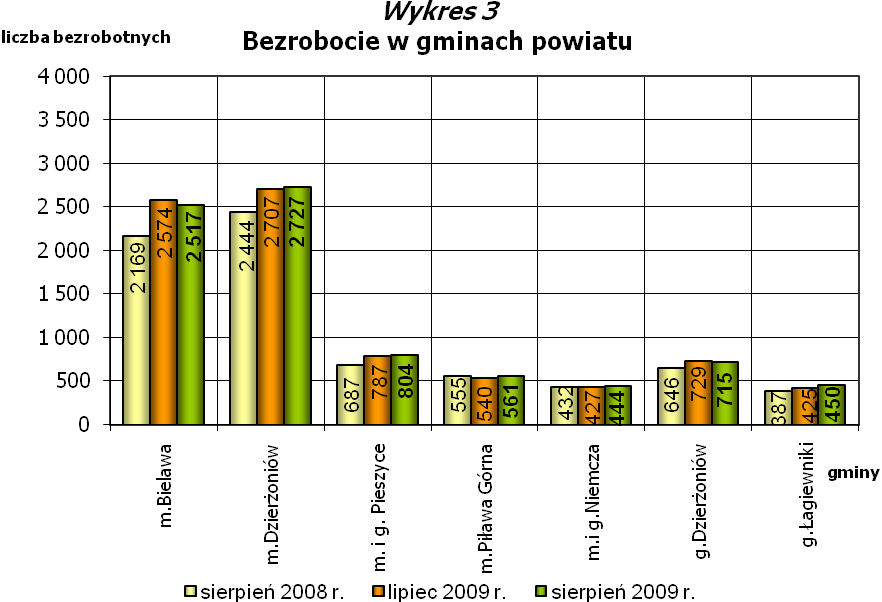 Wykres 3
liczba bezrobotnych
Bezrobocie w gminach powiatu
4 000
3 500
3 000
2 500
2 000
1 500
1 000
500
0
2 169
2 574
2 517
2 444
2 707
2 727
687
787
804
555
540
561
432
427
444
646
729
715
387
425
450
m.Bielawa
m.Dzierżoniów
m. i g. Pieszyce
m.Piława Górna
m.i g.Niemcza
g.Dzierżoniów
g.Łagiewniki
gminy
sierpień 2008 r.
lipiec 2009 r.
sierpień 2009 r.